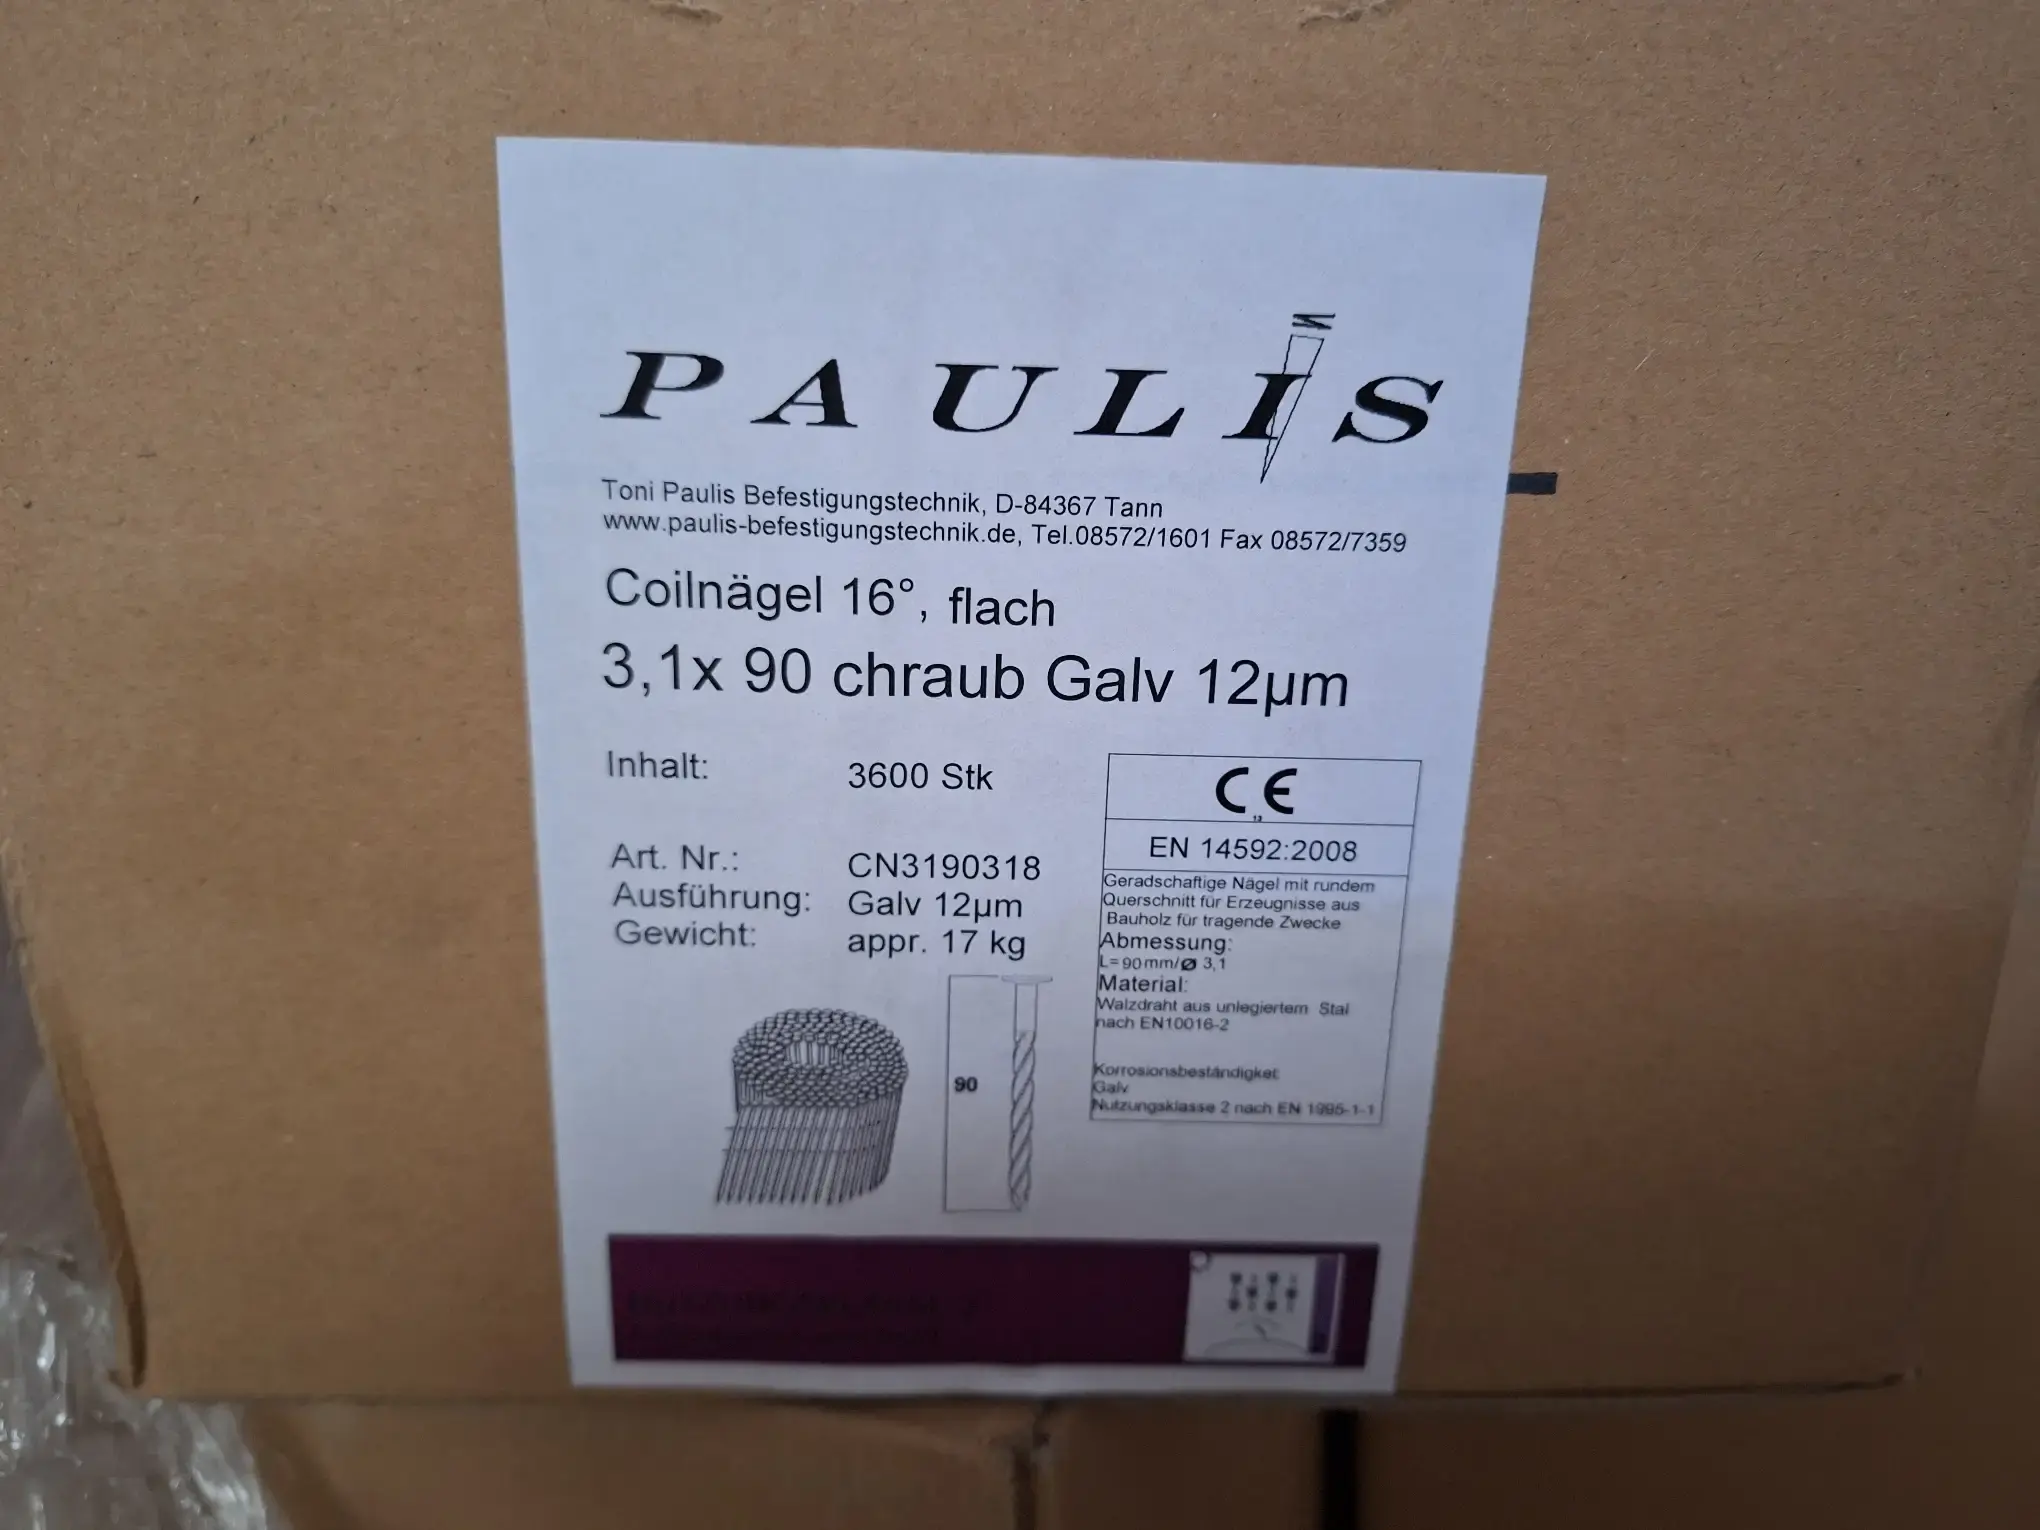 PAULIS
Toni Paulis Befestigungstechnik, D-84367 Tann
www.paulis-befestigungstechnik.de, Tel.08572/1601 Fax 08572/7359
Coilnägel 16°, flach
3,1x 90 chraub Galv 12µm
Inhalt: 3600 Stk
Art. Nr.: CN3190318
Ausführung: Galv 12µm
Gewicht: appr. 17 kg
CE
13
EN 14592:2008
Geradschaftige Nägel mit rundem
Querschnitt für Erzeugnisse aus
Bauholz für tragende Zwecke
Abmessung:
L=90mm/Ø 3,1
Material:
Walzdraht aus unlegiertem Stal
nach EN10016-2
Korrosionsbeständigket
Galv
Nutzungsklasse 2 nach EN 1995-1-1
90